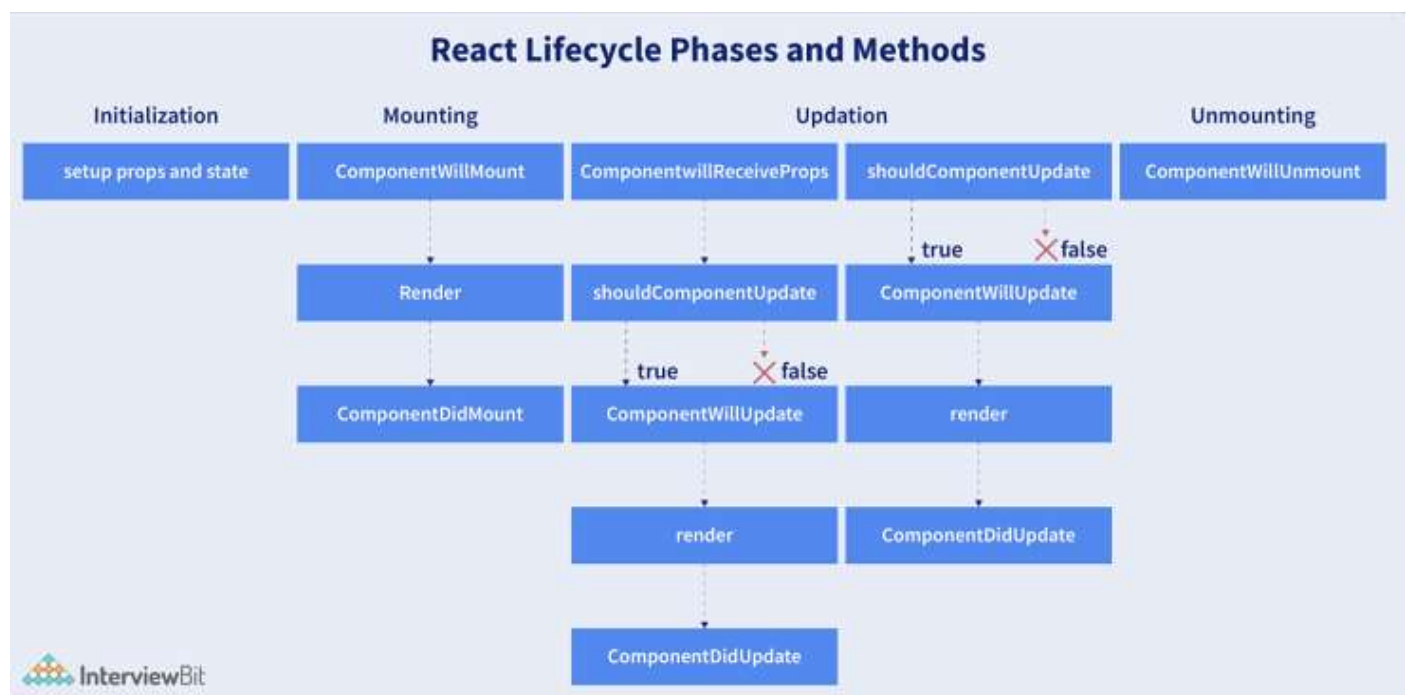 React Lifecycle Phases and Methods
Initialization Mounting Updation Unmounting
setup props and state ComponentWillMount ComponentwillReceiveProps shouldComponentUpdate ComponentWillUnmount
true false
Render shouldComponentUpdate ComponentWillUpdate
true false
ComponentDidMount ComponentWillUpdate render
render ComponentDidUpdate
ComponentDidUpdate
InterviewBit